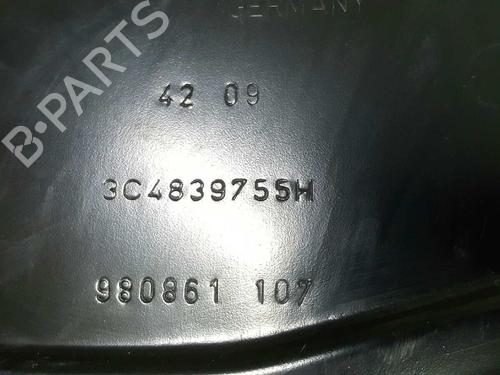 GERMANY
42 09
3C4839755H
980861 107
B-PARTS